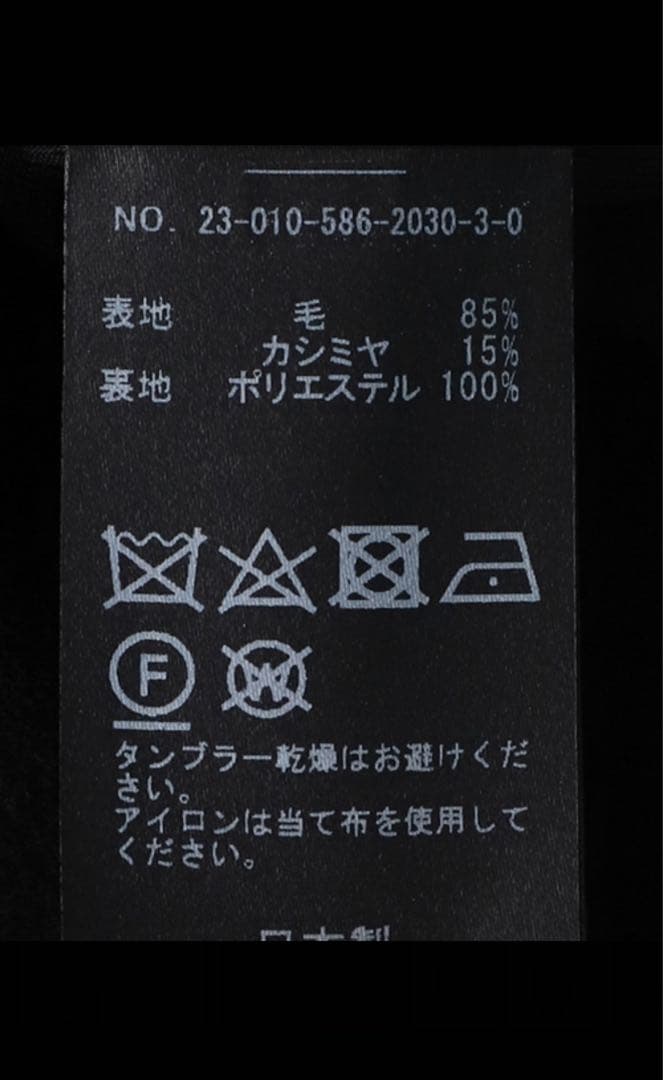 NO. 23-010-586-2030-3-0
表地 毛 85%
カシミヤ 15%
裏地 ポリエステル 100%
F W
タンブラー乾燥はお避けくだ
さい。
アイロンは当て布を使用して
ください。
日本製